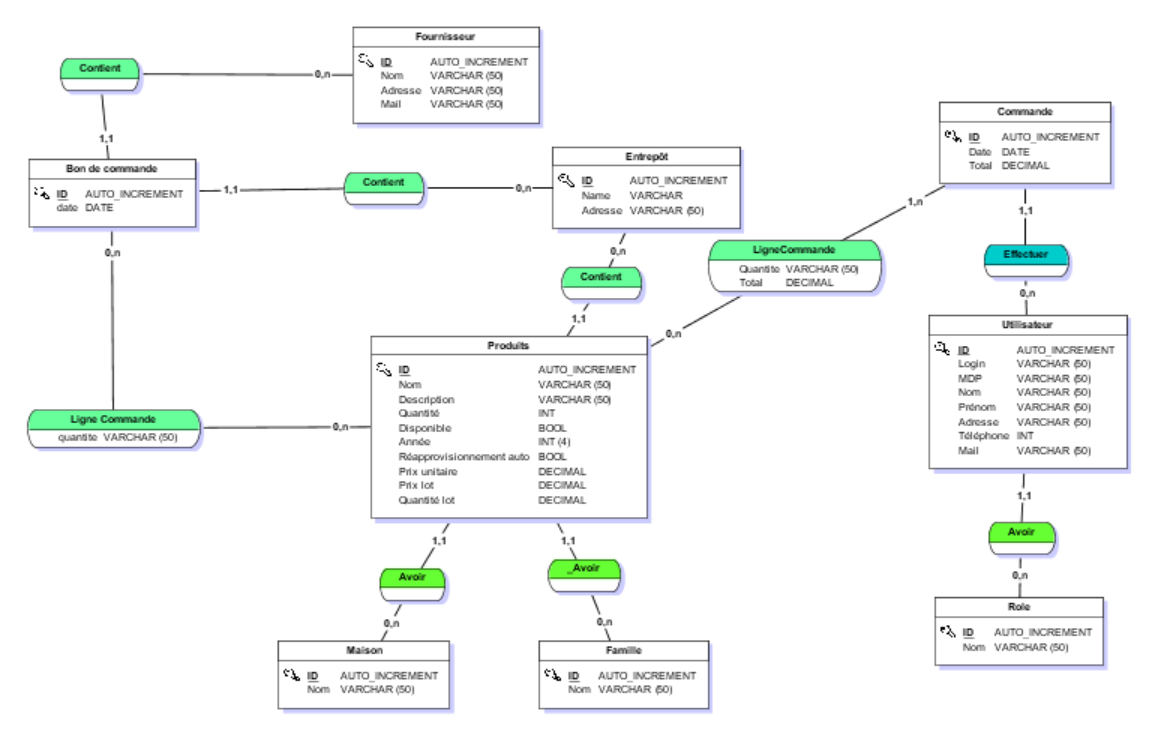 Fournisseur
ID AUTO_INCREMENT
Nom VARCHAR (50)
Adresse VARCHAR (50)
Mail VARCHAR (50)
Contient
0,n
1,1
Bon de commande
ID AUTO_INCREMENT
date DATE
1,1
Contient
0,n
Entrepôt
ID AUTO_INCREMENT
Name VARCHAR
Adresse VARCHAR (50)
Commande
ID AUTO_INCREMENT
Date DATE
Total DECIMAL
1,n
1,1
0,n
0,n
LigneCommande
Quantite VARCHAR (50)
Total DECIMAL
Effectuer
Contient
0,n
1,1
0,n
Utilisateur
ID AUTO_INCREMENT
Login VARCHAR (50)
MDP VARCHAR (50)
Nom VARCHAR (50)
Prénom VARCHAR (50)
Adresse VARCHAR (50)
Téléphone INT
Mail VARCHAR (50)
Produits
ID AUTO_INCREMENT
Nom VARCHAR (50)
Description VARCHAR (50)
Quantité INT
Disponible BOOL
Année INT (4)
Réapprovisionnement auto BOOL
Prix unitaire DECIMAL
Prix lot DECIMAL
Quantité lot DECIMAL
Ligne Commande
quantite VARCHAR (50)
0,n
1,1
1,1
1,1
Avoir
_Avoir
Avoir
0,n
0,n
0,n
Maison
ID AUTO_INCREMENT
Nom VARCHAR (50)
Famille
ID AUTO_INCREMENT
Nom VARCHAR (50)
Role
ID AUTO_INCREMENT
Nom VARCHAR (50)